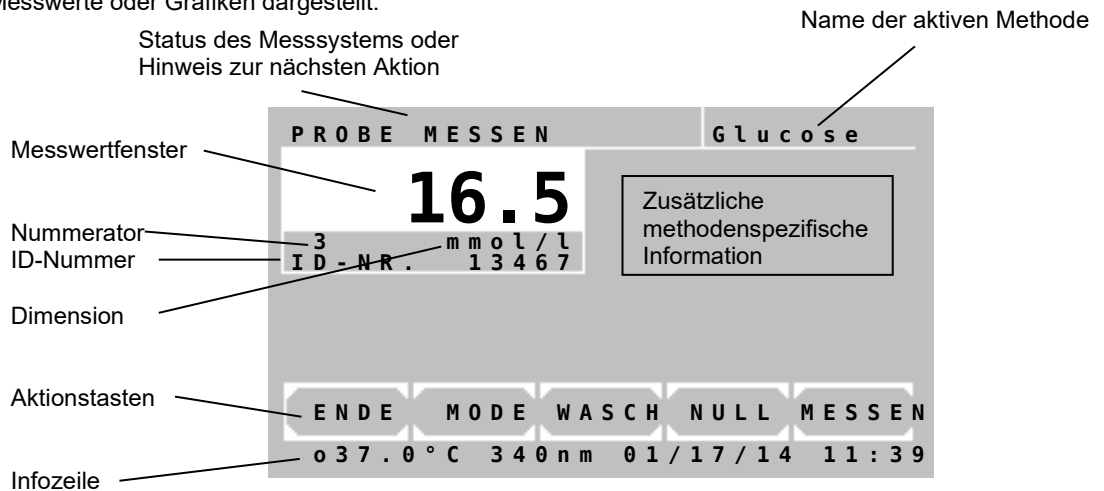 Messwerte oder Grafiken dargestellt.
Name der aktiven Methode
Status des Messsystems oder
Hinweis zur nächsten Aktion
PROBE MESSEN
Glucose
Messwertfenster
16.5
Zusätzliche
methodenspezifische
Information
Nummerator
3 mmol/l
ID-Nummer
ID-NR. 13467
Dimension
Aktionstasten
ENDE MODE WASCH NULL MESSEN
o37.0°C 340nm 01/17/14 11:39
Infozeile